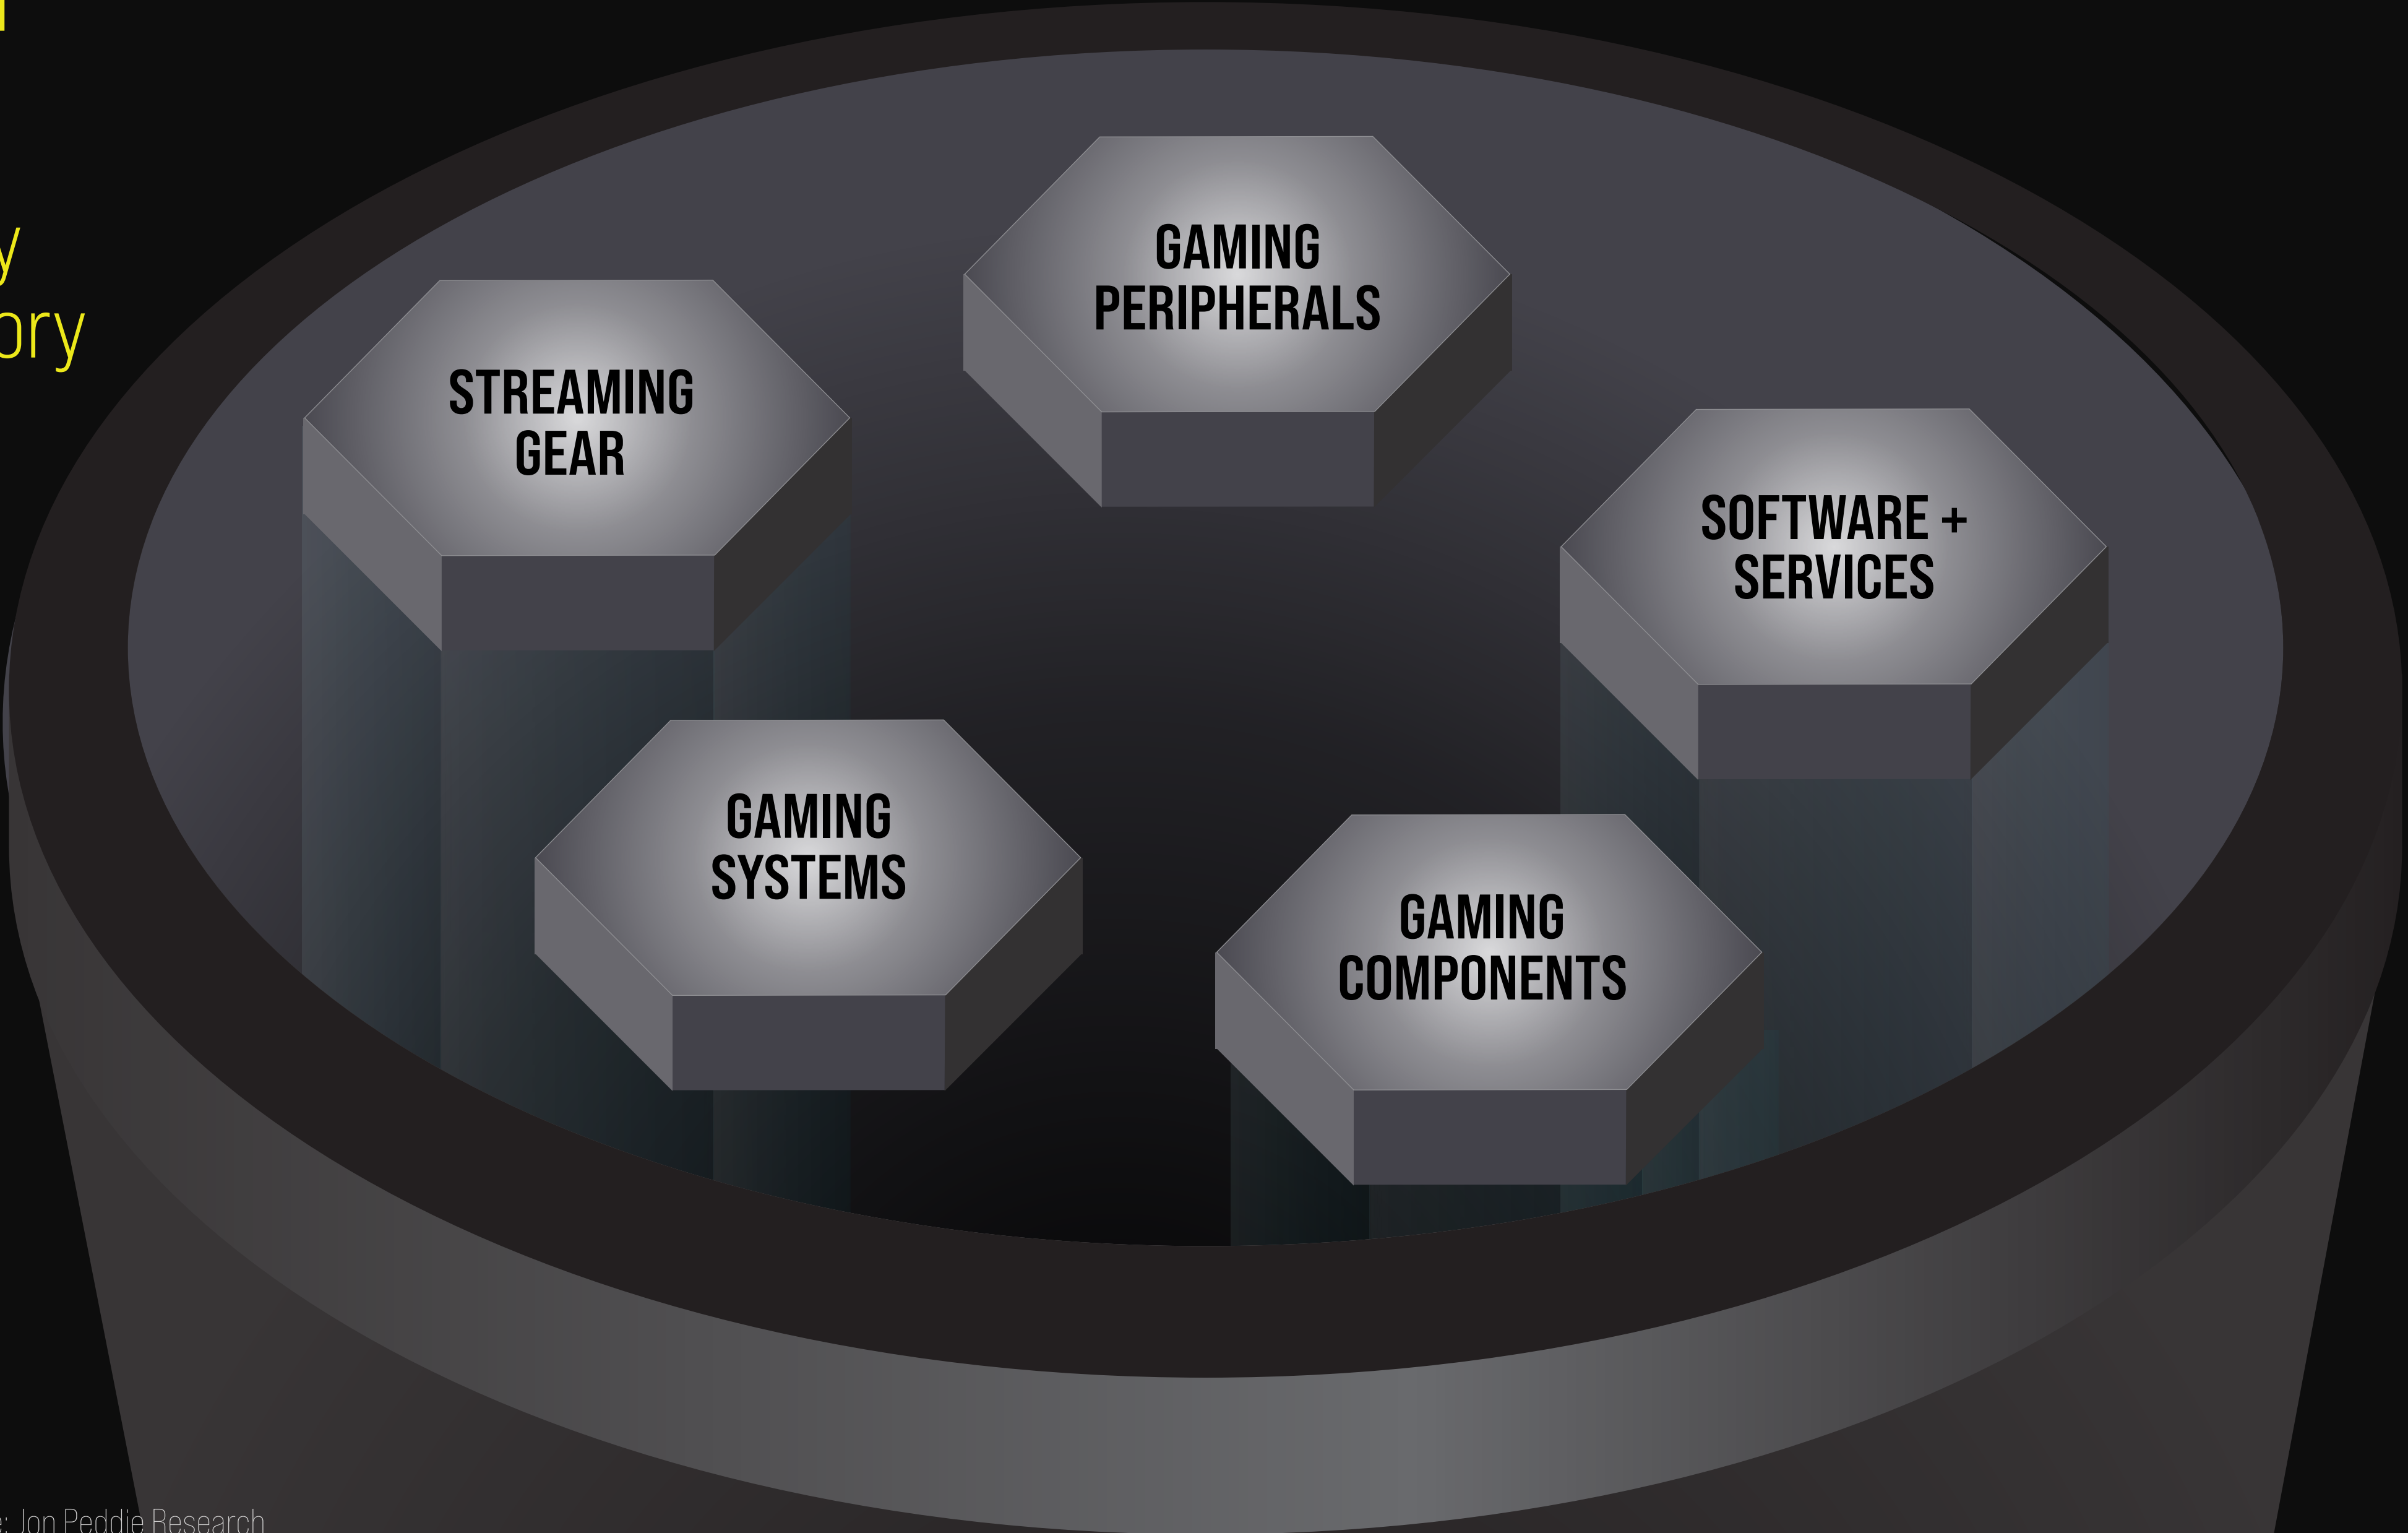 GAMING
PERIPHERALS
STREAMING
GEAR
SOFTWARE +
SERVICES
GAMING
SYSTEMS
GAMING
COMPONENTS
Jon Peddie Research